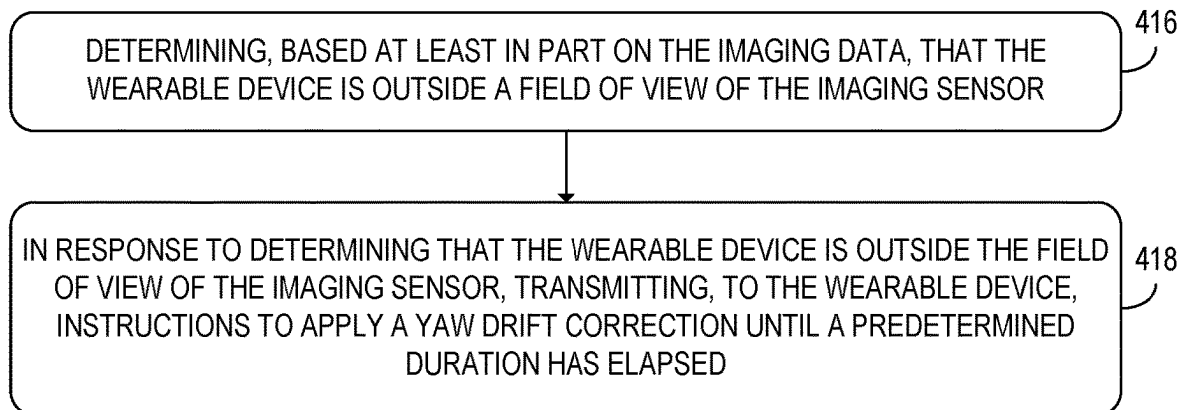 416
DETERMINING, BASED AT LEAST IN PART ON THE IMAGING DATA, THAT THE
WEARABLE DEVICE IS OUTSIDE A FIELD OF VIEW OF THE IMAGING SENSOR
IN RESPONSE TO DETERMINING THAT THE WEARABLE DEVICE IS OUTSIDE THE FIELD
418
OF VIEW OF THE IMAGING SENSOR, TRANSMITTING, TO THE WEARABLE DEVICE,
INSTRUCTIONS TO APPLY A YAW DRIFT CORRECTION UNTIL A PREDETERMINED
DURATION HAS ELAPSED